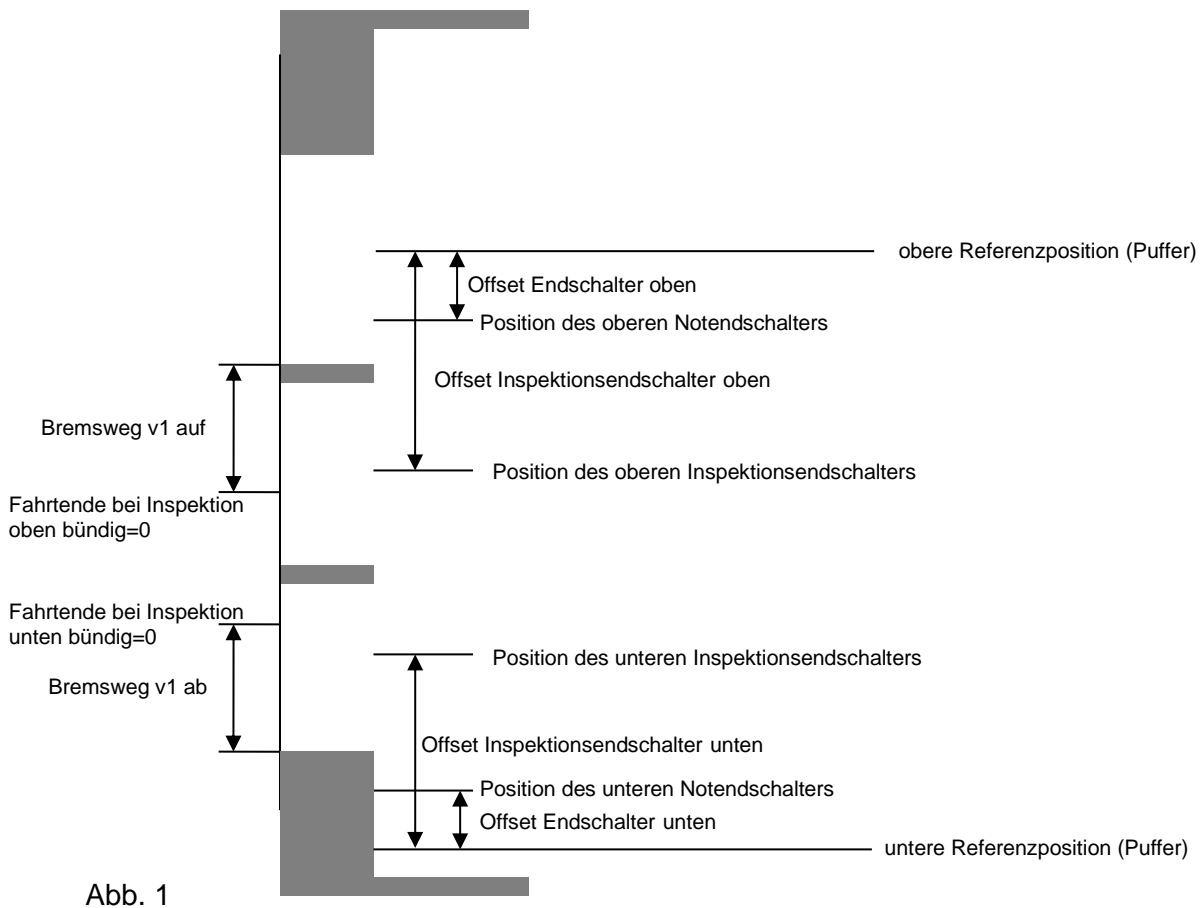 obere Referenzposition (Puffer)
Offset Endschalter oben
Position des oberen Notendschalters
Offset Inspektionsendschalter oben
Bremsweg v1 auf
Position des oberen Inspektionsendschalters
Fahrtende bei Inspektion
oben bündig=0
Fahrtende bei Inspektion
unten bündig=0
Position des unteren Inspektionsendschalters
Bremsweg v1 ab
Offset Inspektionsendschalter unten
Position des unteren Notendschalters
Offset Endschalter unten
untere Referenzposition (Puffer)
Abb. 1